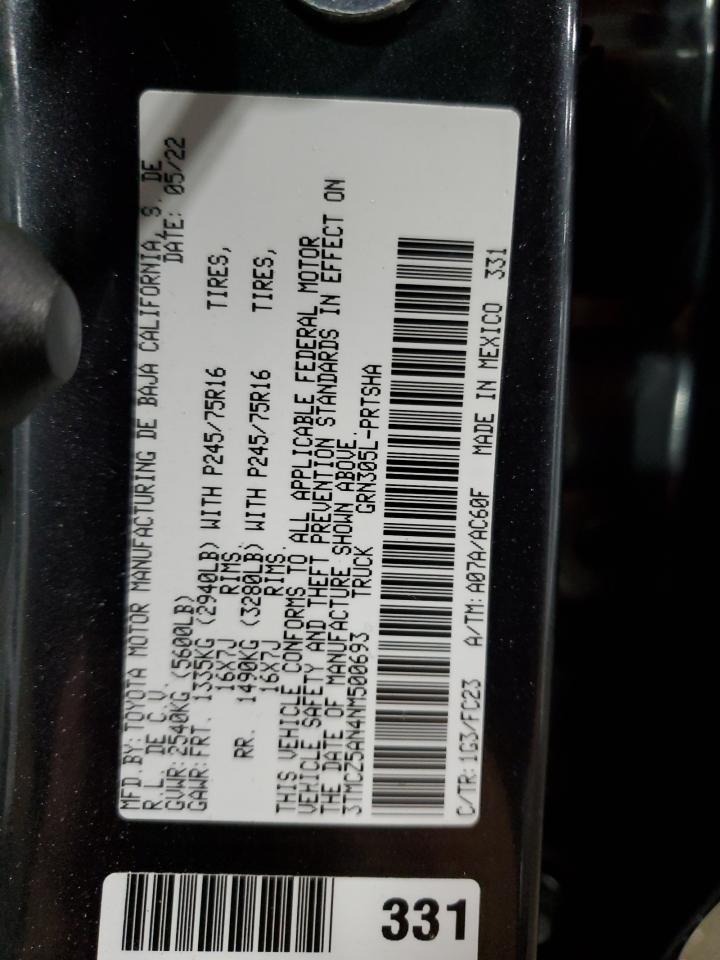 MFD.BY:TOYOTA MOTOR MANUFACTURING DE BAJA CALIFORNIA, S. DE
R.L. DE C.V. DATE: 05/22
GVWR:2540KG (5600LB)
GAWR:FRT. 1335KG (2940LB) WITH P245/75R16 TIRES,
16X7J RIMS.
RR. 1490KG (3280LB) WITH P245/75R16 TIRES,
16X7J RIMS.
THIS VEHICLE CONFORMS TO ALL APPLICABLE FEDERAL MOTOR
VEHICLE SAFETY AND THEFT PREVENTION STANDARDS IN EFFECT ON
THE DATE OF MANUFACTURE SHOWN ABOVE.
3TMCZ5AN4NM500693 TRUCK GRN305L-PRTSHA
C/TR:1G3/FC23 A/TM:A07A/AC60F MADE IN MEXICO 331
331